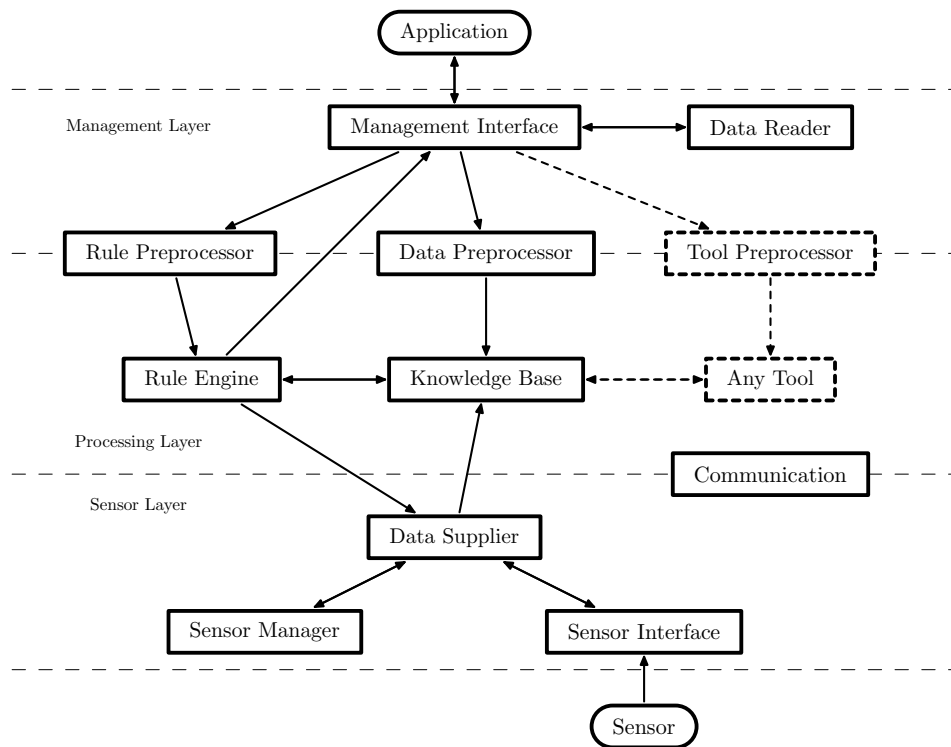 Application
Management Layer
Management Interface
Data Reader
Rule Preprocessor
Data Preprocessor
Tool Preprocessor
Rule Engine
Knowledge Base
Any Tool
Processing Layer
Communication
Sensor Layer
Data Supplier
Sensor Manager
Sensor Interface
Sensor